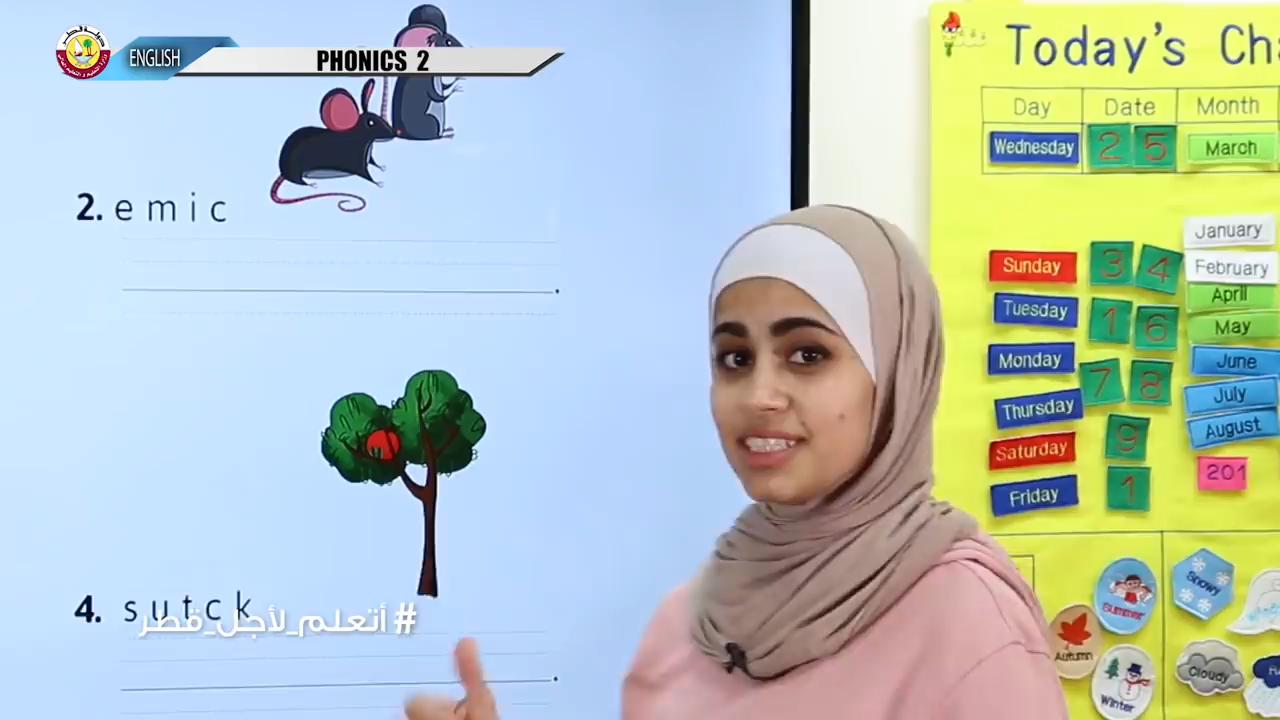 ENGLISH
PHONICS 2
2. e m i c
4. s u t c k
#أتعلم_لأجل_قطر
Today's
Day Date Month
Wednesday 2 5 March
January
Sunday 3 4 February
April
Tuesday 1 6 May
Monday 7 8 June
July
Thursday August
Saturday 9 201
Friday 1
Summer
Snowy
Autumn
Cloudy
Winter